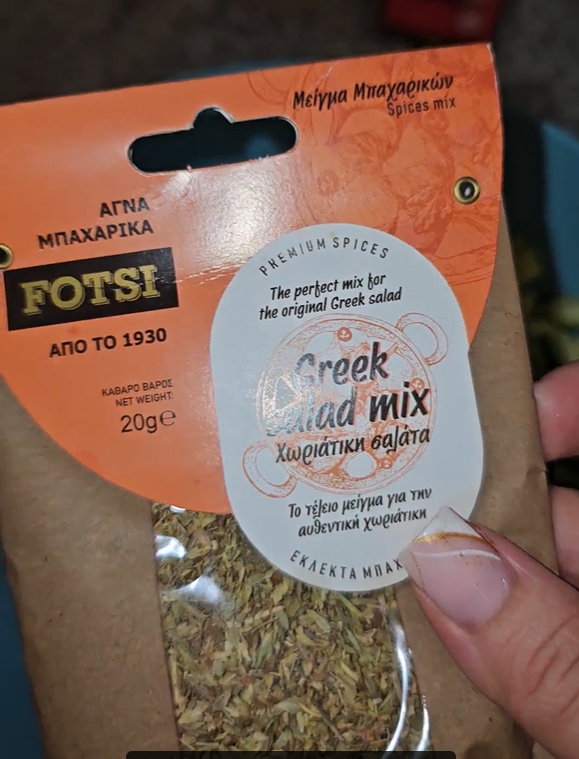 Μείγμα Μπαχαρικών
Spices mix
ΑΓΝΑ
ΜΠΑΧΑΡΙΚΑ
FOTSI
ΑΠΟ ΤΟ 1930
ΚΑΘΑΡΟ ΒΑΡΟΣ
NET WEIGHT:
20g℮
PREMIUM SPICES
The perfect mix for
the original Greek salad
Greek
salad mix
Χωριάτικη σαλάτα
Το τέλειο μείγμα για την
αυθεντική χωριάτικη
ΕΚΛΕΚΤΑ